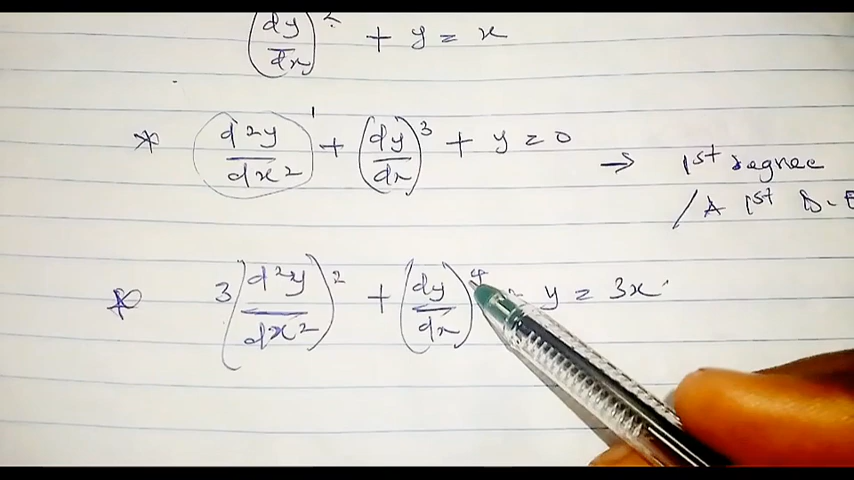 (dy/dx)² + y = x
* (d²y/dx²)¹ + (dy/dx)³ + y = 0 → 1st degree
/A 1st D.E
* 3(d²y/dx²)² + (dy/dx)⁴ y = 3x